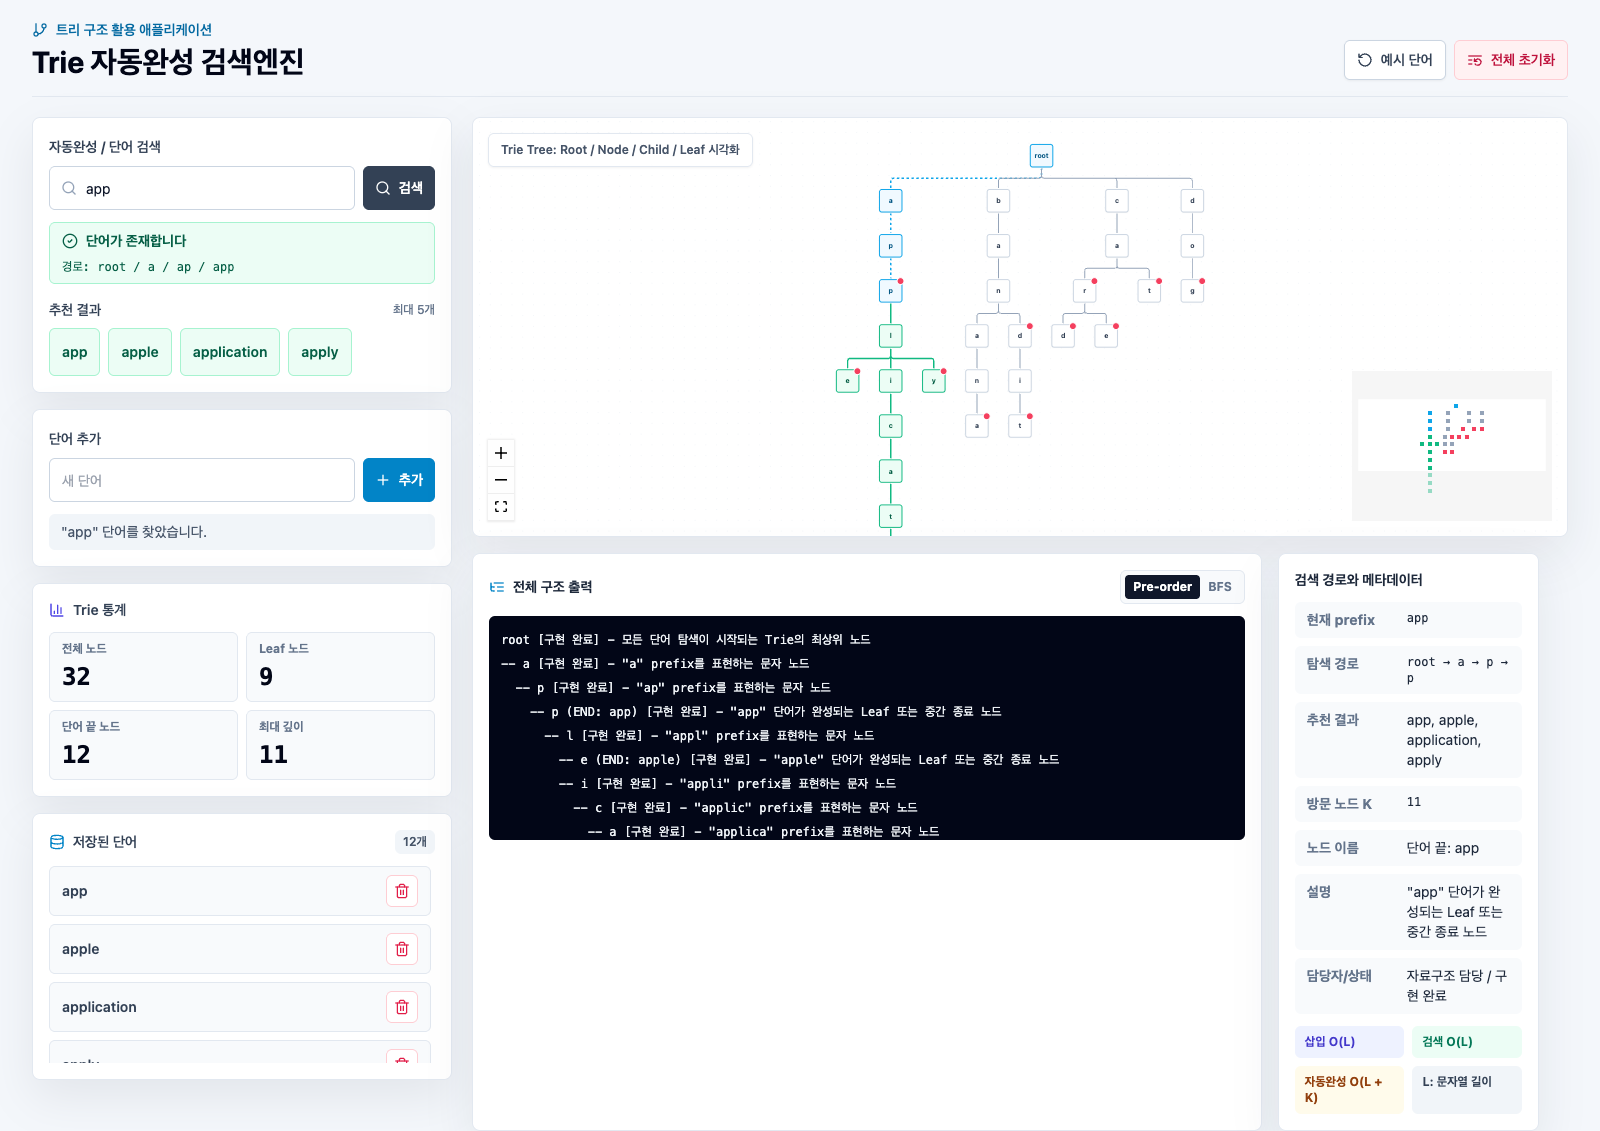 트리 구조 활용 애플리케이션
Trie 자동완성 검색엔진
예시 단어
전체 초기화
자동완성 / 단어 검색
app
검색
단어가 존재합니다
경로: root / a / ap / app
추천 결과
최대 5개
app
apple
application
apply
단어 추가
새 단어
추가
"app" 단어를 찾았습니다.
Trie 통계
전체 노드
32
Leaf 노드
9
단어 끝 노드
12
최대 깊이
11
저장된 단어
12개
app
apple
application
Trie Tree: Root / Node / Child / Leaf 시각화
root
a
b
c
d
p
a
a
o
p
n
r
t
g
l
a
d
d
e
e
i
y
n
i
c
a
t
a
t
전체 구조 출력
Pre-order
BFS
root [구현 완료] – 모든 단어 탐색이 시작되는 Trie의 최상위 노드
—— a [구현 완료] – "a" prefix를 표현하는 문자 노드
—— p [구현 완료] – "ap" prefix를 표현하는 문자 노드
—— p (END: app) [구현 완료] – "app" 단어가 완성되는 Leaf 또는 중간 종료 노드
—— l [구현 완료] – "appl" prefix를 표현하는 문자 노드
—— e (END: apple) [구현 완료] – "apple" 단어가 완성되는 Leaf 또는 중간 종료 노드
—— i [구현 완료] – "appli" prefix를 표현하는 문자 노드
—— c [구현 완료] – "applic" prefix를 표현하는 문자 노드
—— a [구현 완료] – "applica" prefix를 표현하는 문자 노드
검색 경로와 메타데이터
현재 prefix
app
탐색 경로
root → a → p →
p
추천 결과
app, apple,
application,
apply
방문 노드 K
11
노드 이름
단어 끝: app
설명
"app" 단어가 완
성되는 Leaf 또는
중간 종료 노드
담당자/상태
자료구조 담당 / 구
현 완료
삽입 O(L)
검색 O(L)
자동완성 O(L +
K)
L: 문자열 길이